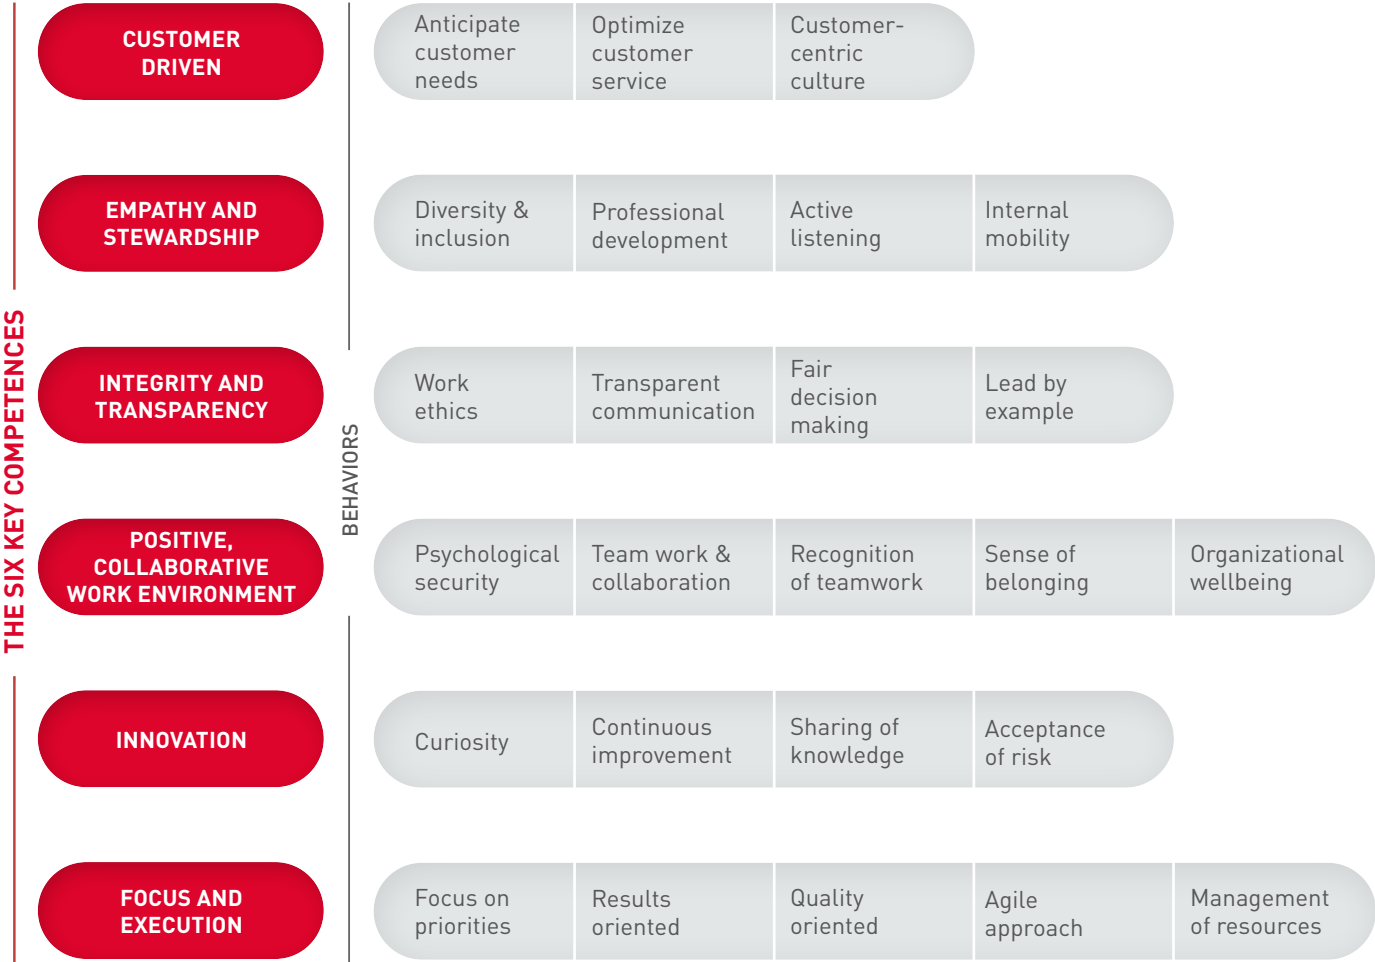 THE SIX KEY COMPETENCES
BEHAVIORS
CUSTOMER
DRIVEN
Anticipate
customer
needs
Optimize
customer
service
Customer-
centric
culture
EMPATHY AND
STEWARDSHIP
Diversity &
inclusion
Professional
development
Active
listening
Internal
mobility
INTEGRITY AND
TRANSPARENCY
Work
ethics
Transparent
communication
Fair
decision
making
Lead by
example
POSITIVE,
COLLABORATIVE
WORK ENVIRONMENT
Psychological
security
Team work &
collaboration
Recognition
of teamwork
Sense of
belonging
Organizational
wellbeing
INNOVATION
Curiosity
Continuous
improvement
Sharing of
knowledge
Acceptance
of risk
FOCUS AND
EXECUTION
Focus on
priorities
Results
oriented
Quality
oriented
Agile
approach
Management
of resources